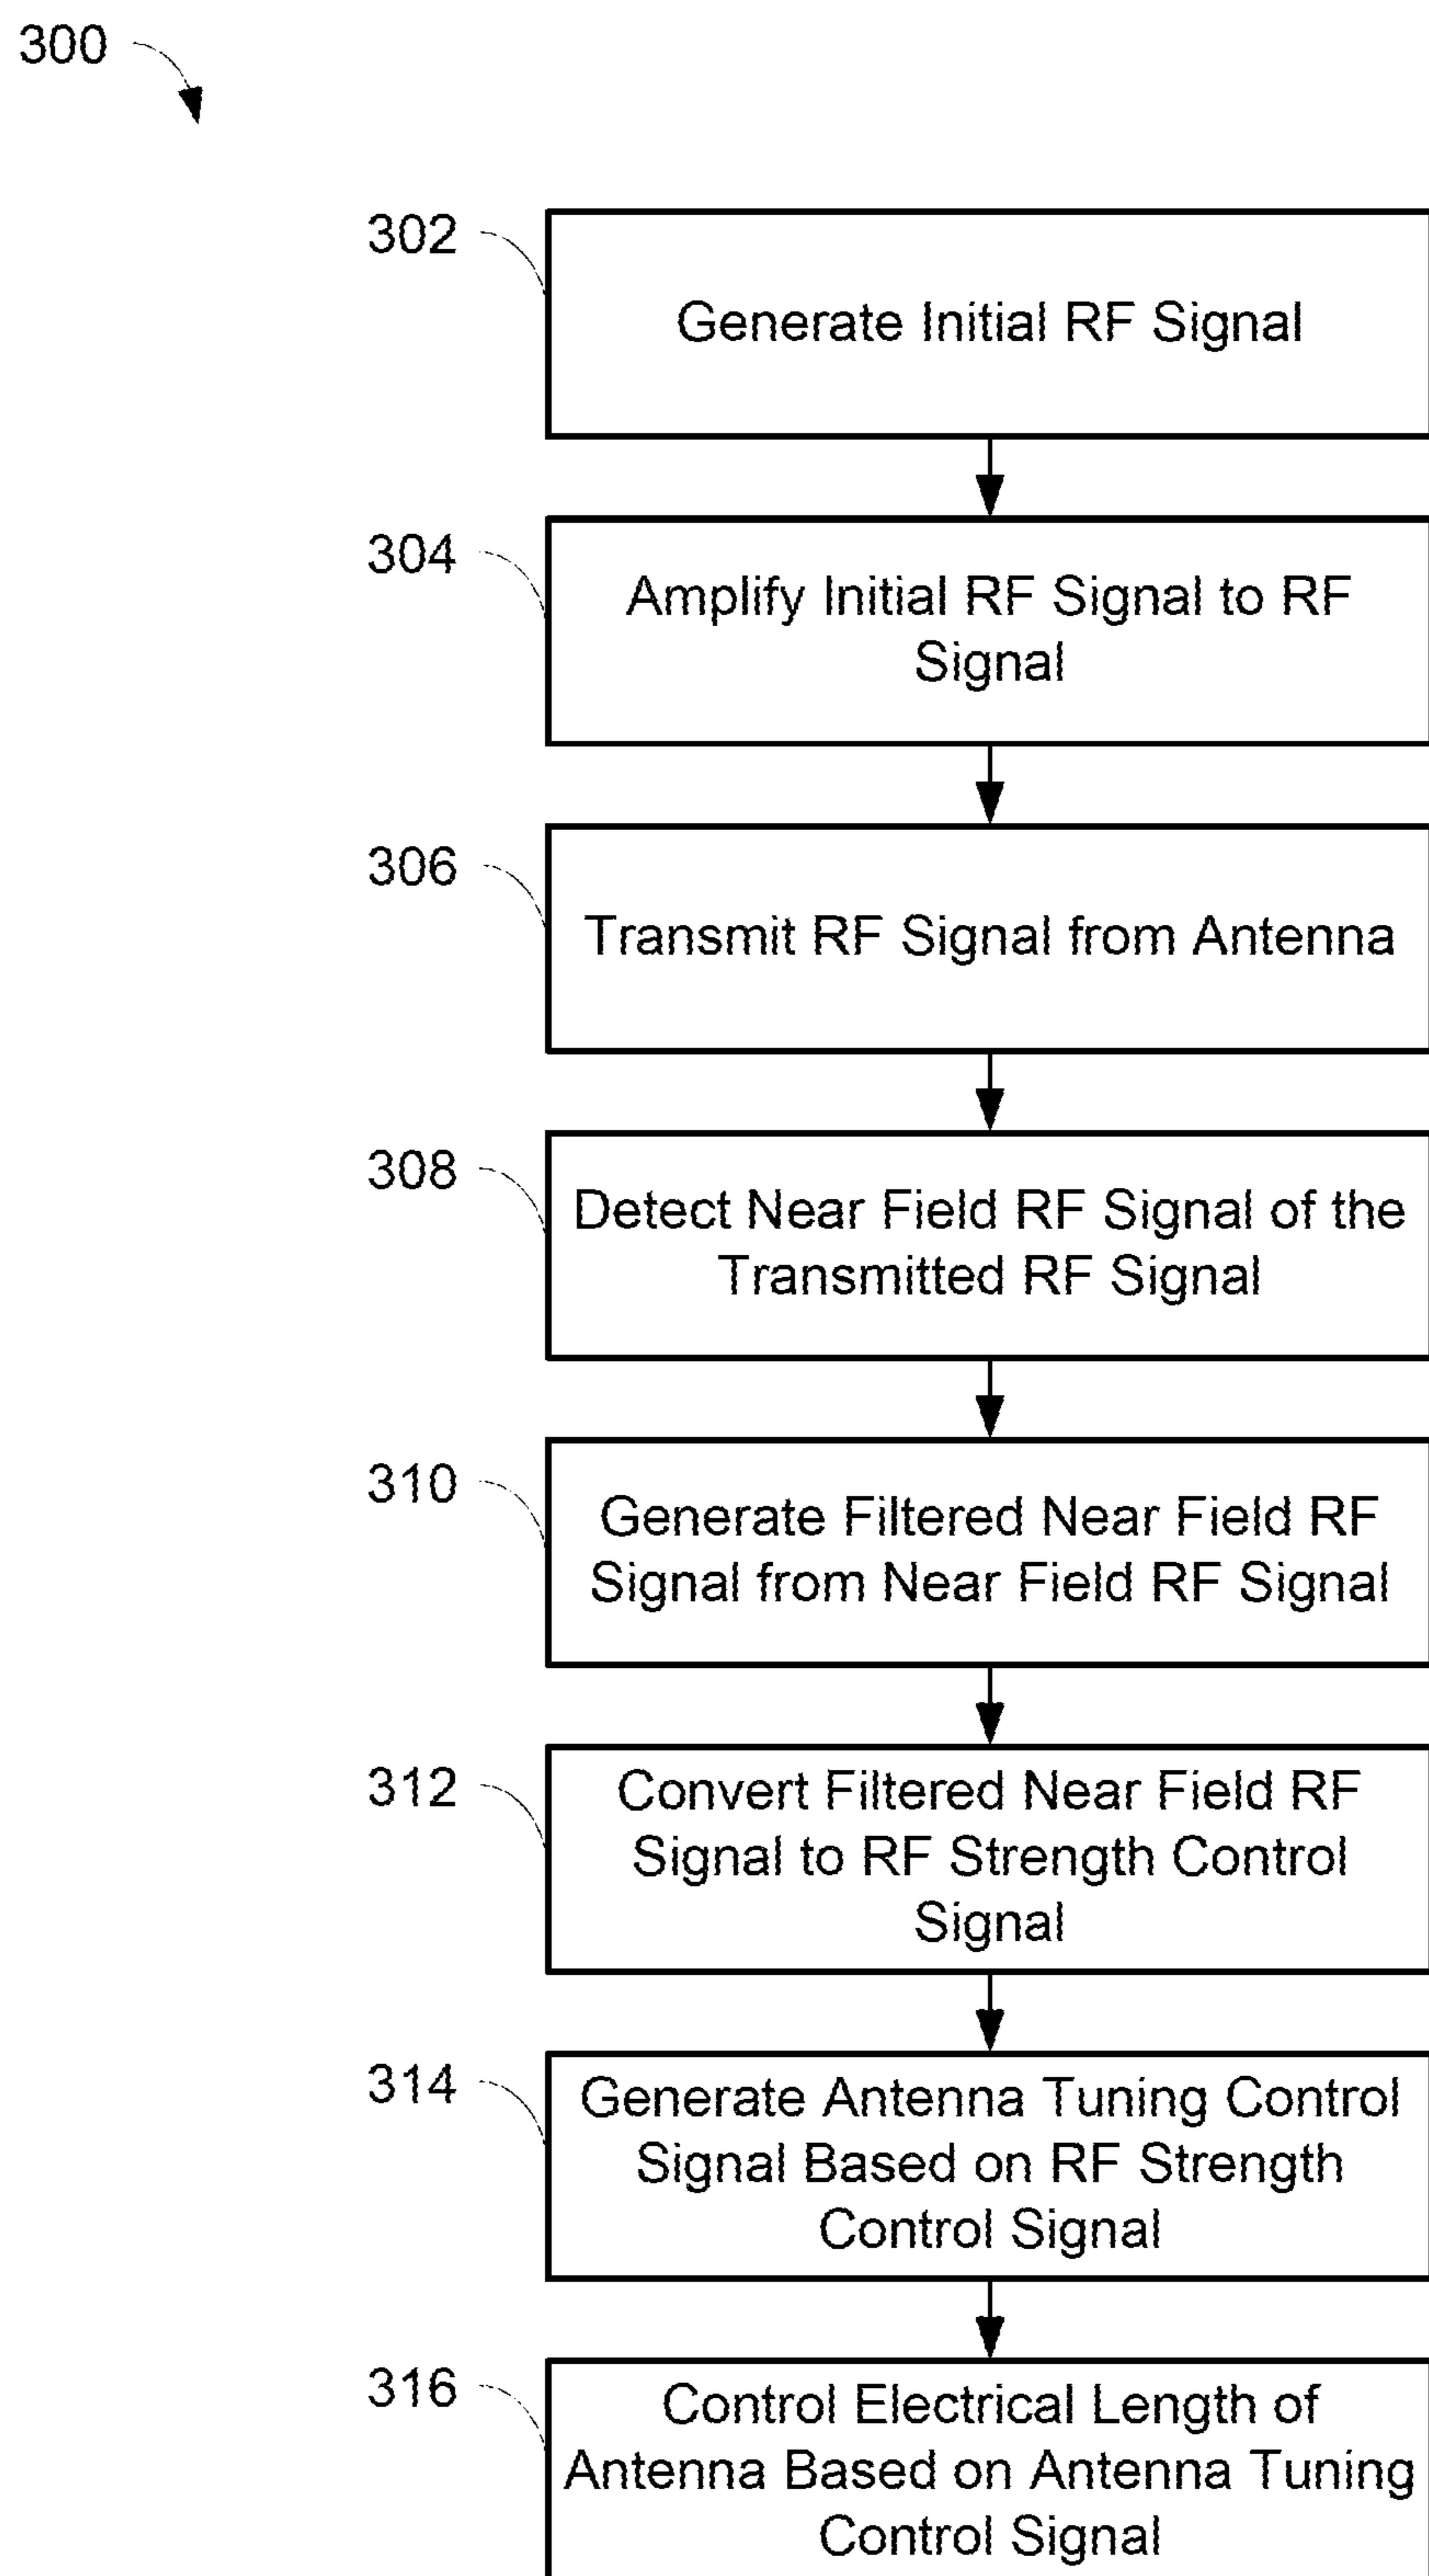 300
302
Generate Initial RF Signal
304
Amplify Initial RF Signal to RF
Signal
306
Transmit RF Signal from Antenna
308
Detect Near Field RF Signal of the
Transmitted RF Signal
310
Generate Filtered Near Field RF
Signal from Near Field RF Signal
312
Convert Filtered Near Field RF
Signal to RF Strength Control
Signal
314
Generate Antenna Tuning Control
Signal Based on RF Strength
Control Signal
316
Control Electrical Length of
Antenna Based on Antenna Tuning
Control Signal